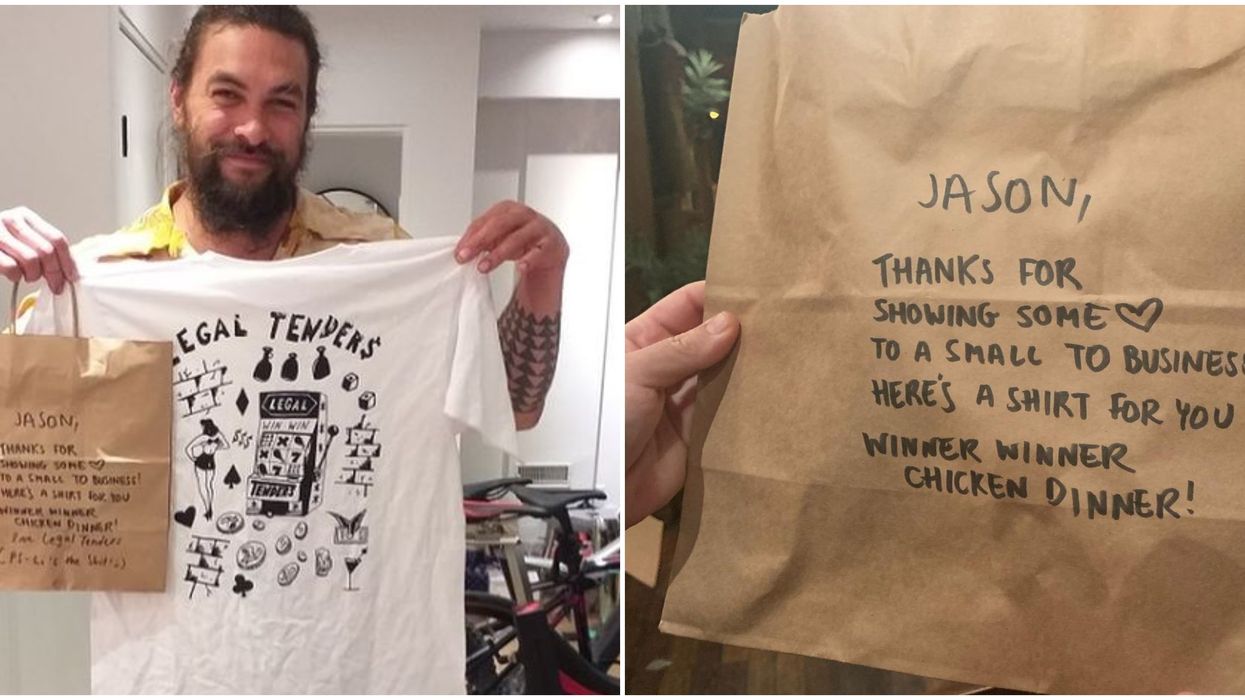 LEGAL TENDERS
LEGAL
WIN-WIN
$$$
TENDERS
JASON,
THANKS FOR
SHOWING SOME ♡
TO A SMALL TO BUSINESS!
HERE'S A SHIRT FOR YOU
WINNER WINNER
CHICKEN DINNER!
Legal Tenders
JASON,
THANKS FOR
SHOWING SOME ♡
TO A SMALL TO BUSINESS
HERE'S A SHIRT FOR YOU
WINNER WINNER
CHICKEN DINNER!